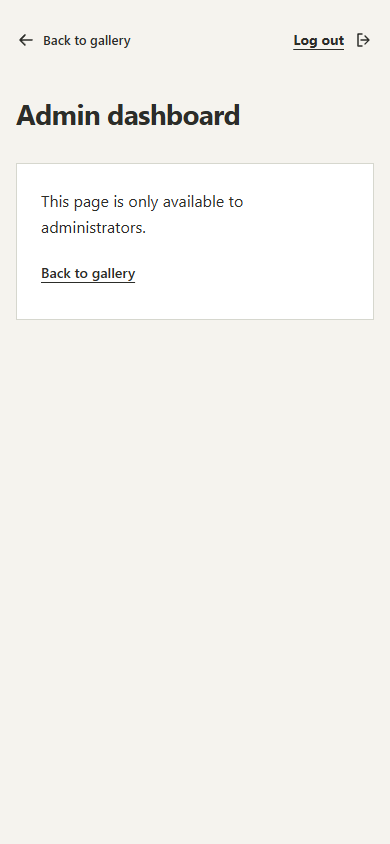 Back to gallery
Log out
Admin dashboard
This page is only available to
administrators.
Back to gallery